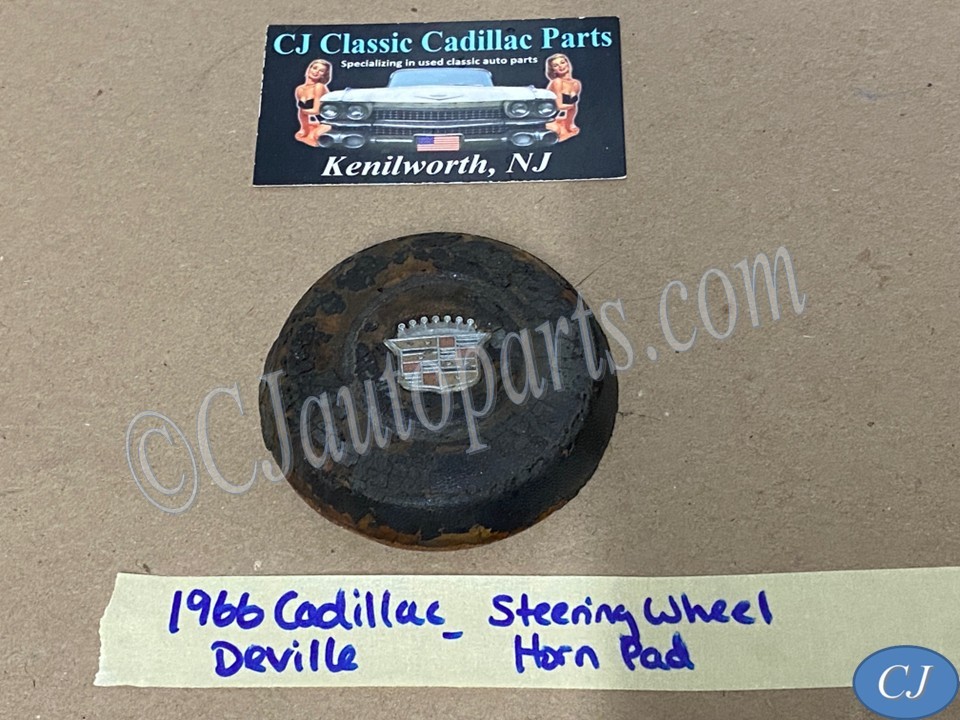 CJ Classic Cadillac Parts
Specializing in used classic auto parts
Kenilworth, NJ
©CJautoparts.com
1966 Cadillac - Steering Wheel
Deville Horn Pad
CJ